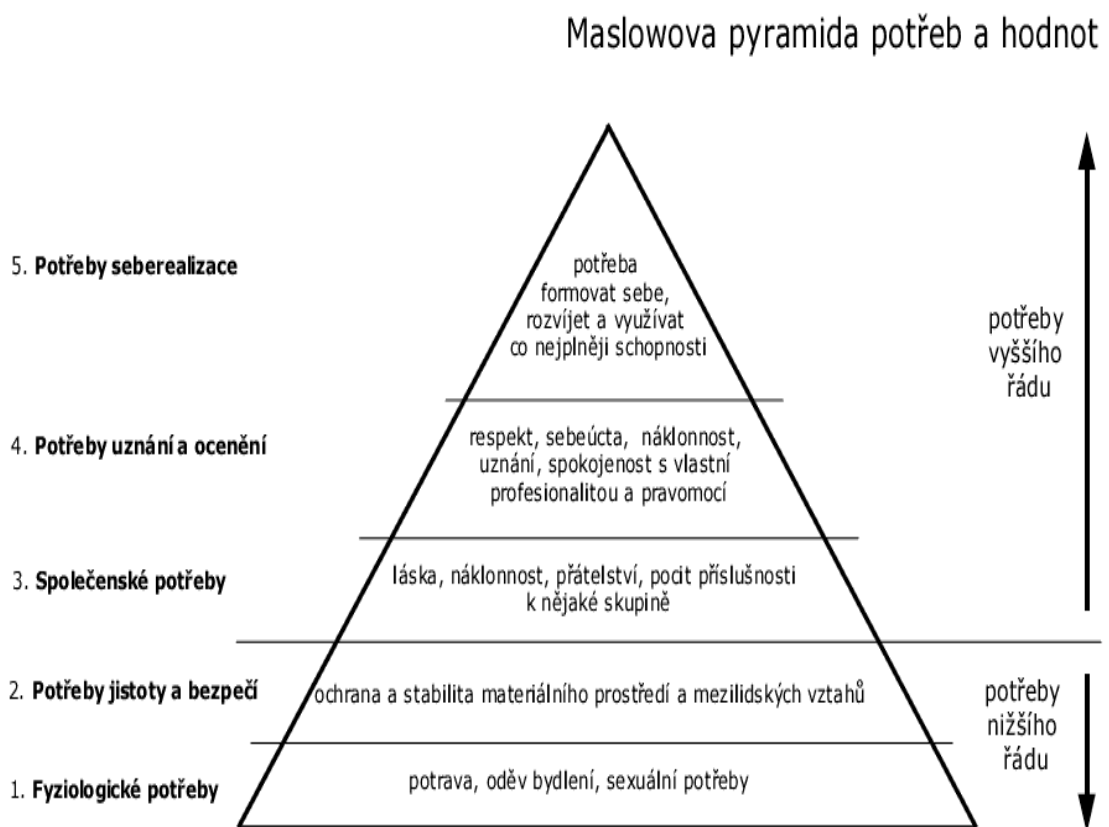 Maslowova pyramida potřeb a hodnot
5. Potřeby seberealizace
potřeba
formovat sebe,
rozvíjet a využívat
co nejplněji schopnosti
potřeby
vyššího
řádu
4. Potřeby uznání a ocenění
respekt, sebeúcta, náklonnost,
uznání, spokojenost s vlastní
profesionalitou a pravomocí
3. Společenské potřeby
láska, náklonnost, přátelství, pocit příslušnosti
k nějaké skupině
2. Potřeby jistoty a bezpečí
ochrana a stabilita materiálního prostředí a mezilidských vztahů
potřeby
nižšího
řádu
1. Fyziologické potřeby
potrava, oděv bydlení, sexuální potřeby